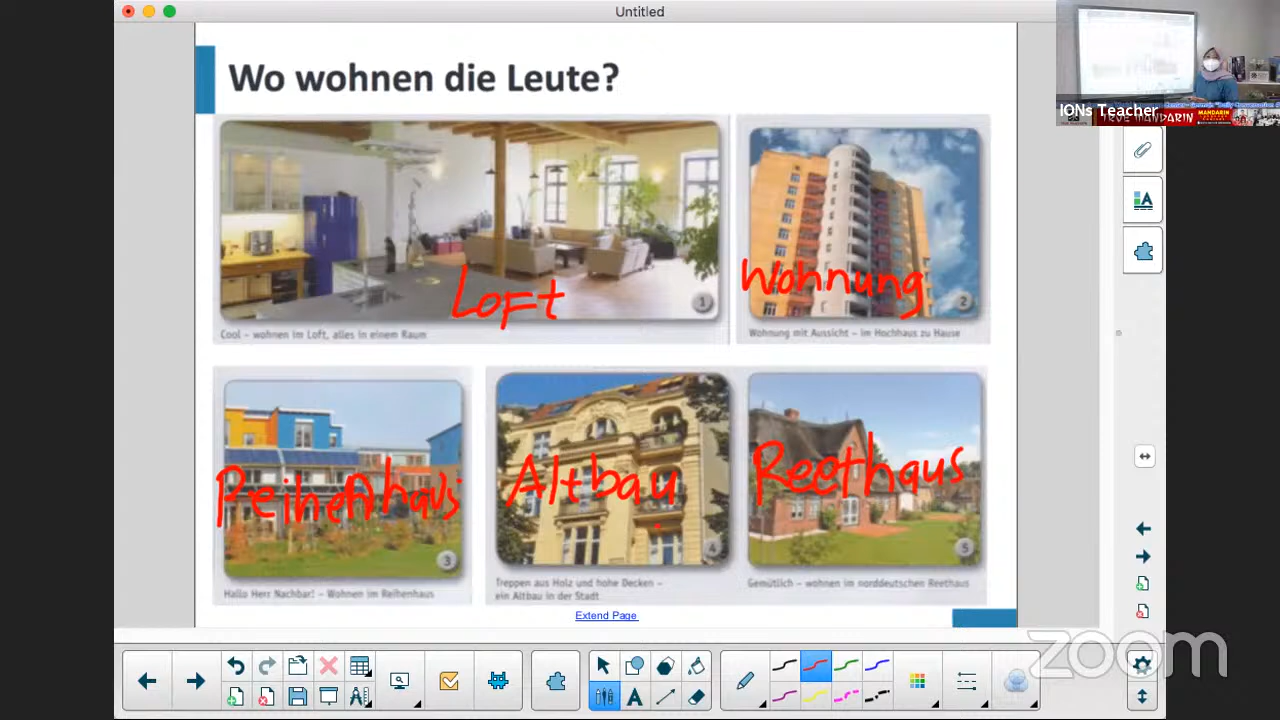 Untitled
IONs Teacher
TRUE MANDARIN
MANDARIN
Wo wohnen die Leute?
Loft
1
Cool – wohnen im Loft, alles in einem Raum
Wohnung
2
Wohnung mit Aussicht – im Hochhaus zu Hause
Reihenhaus
3
Hallo Herr Nachbar! – Wohnen im Reihenhaus
Altbau
4
Treppen aus Holz und hohe Decken –
ein Altbau in der Stadt
Reethaus
5
Gemütlich – wohnen im norddeutschen Reethaus
Extend Page
zoom